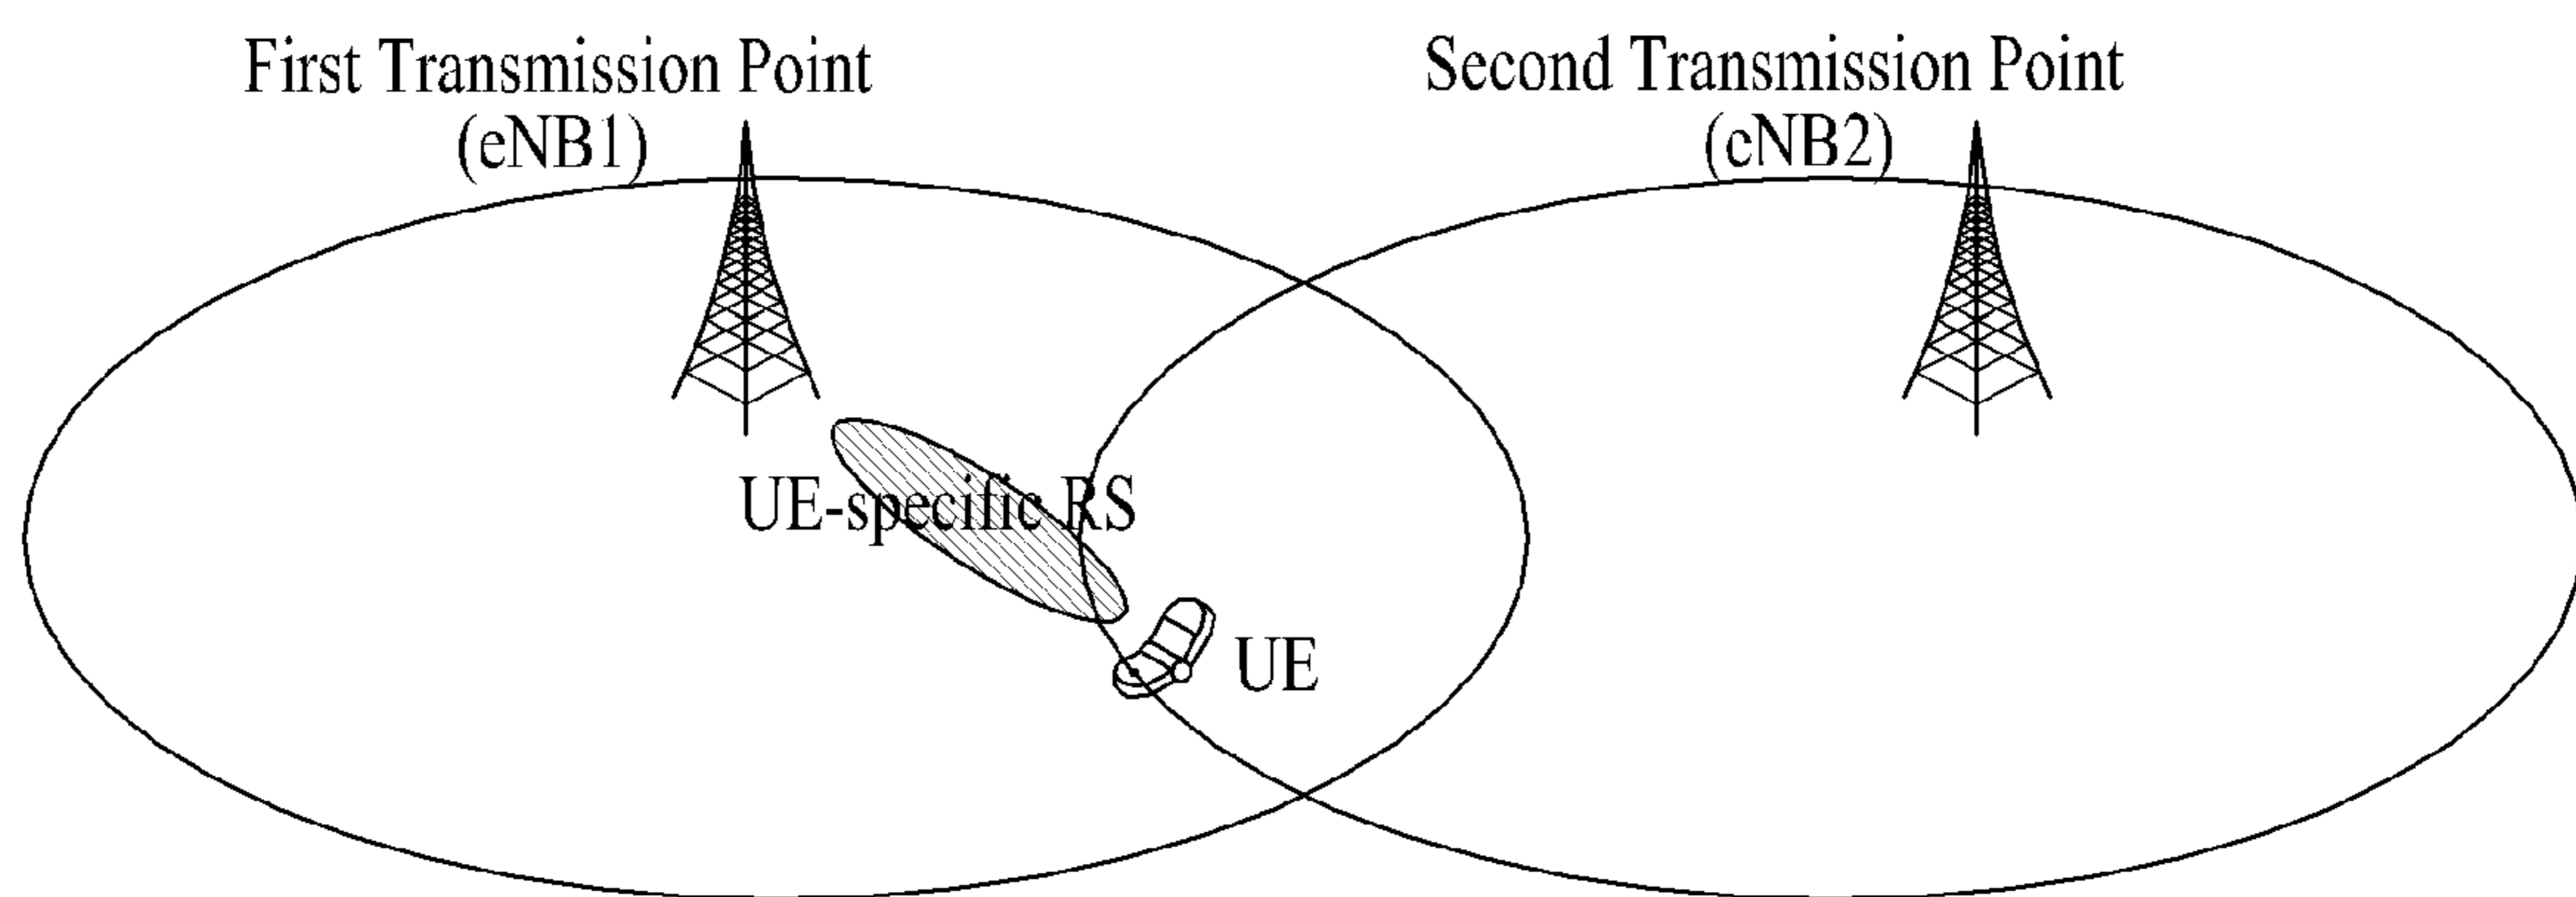 First Transmission Point
(eNB1)
Second Transmission Point
(cNB2)
UE-specific RS
UE